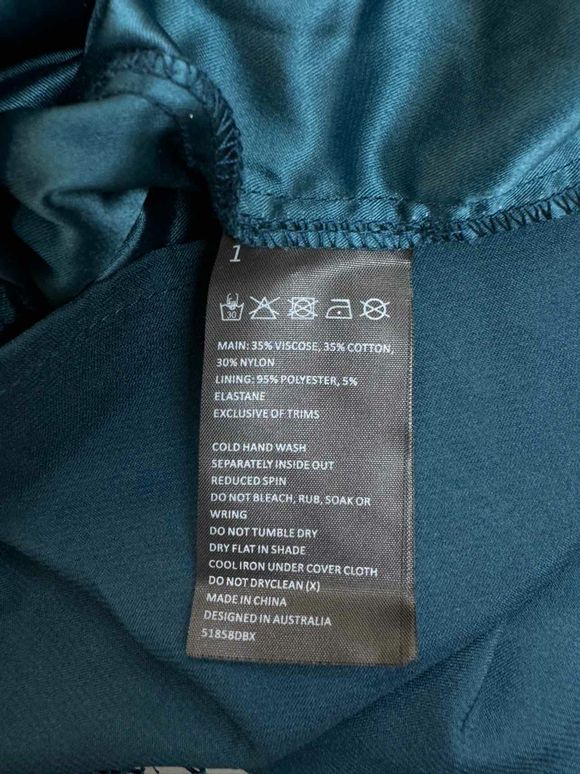 1
30
MAIN: 35% VISCOSE, 35% COTTON,
30% NYLON
LINING: 95% POLYESTER, 5%
ELASTANE
EXCLUSIVE OF TRIMS
COLD HAND WASH
SEPARATELY INSIDE OUT
REDUCED SPIN
DO NOT BLEACH, RUB, SOAK OR
WRING
DO NOT TUMBLE DRY
DRY FLAT IN SHADE
COOL IRON UNDER COVER CLOTH
DO NOT DRYCLEAN (X)
MADE IN CHINA
DESIGNED IN AUSTRALIA
51858DBX